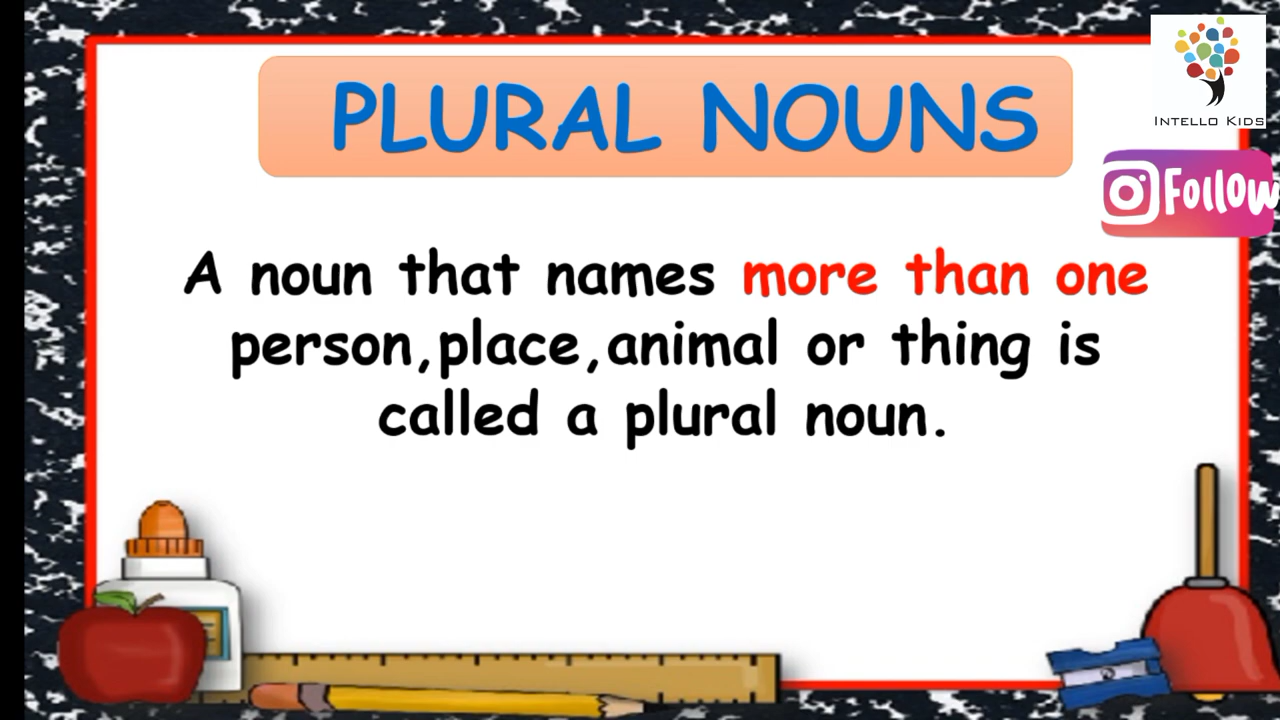 PLURAL NOUNS
INTELLO KIDS
Follow
A noun that names more than one
person,place,animal or thing is
called a plural noun.